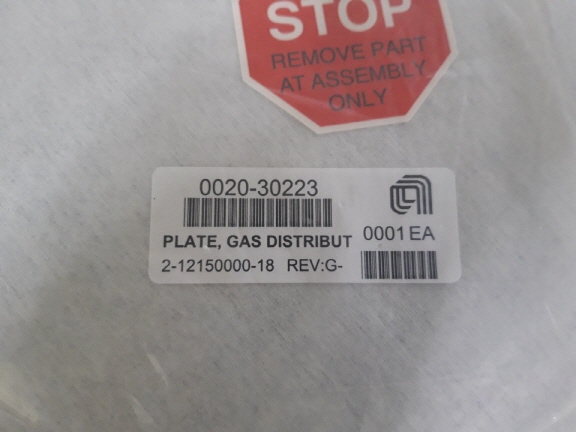 STOP
REMOVE PART
AT ASSEMBLY
ONLY
0020-30223
PLATE, GAS DISTRIBUT
0001 EA
2-12150000-18 REV:G-